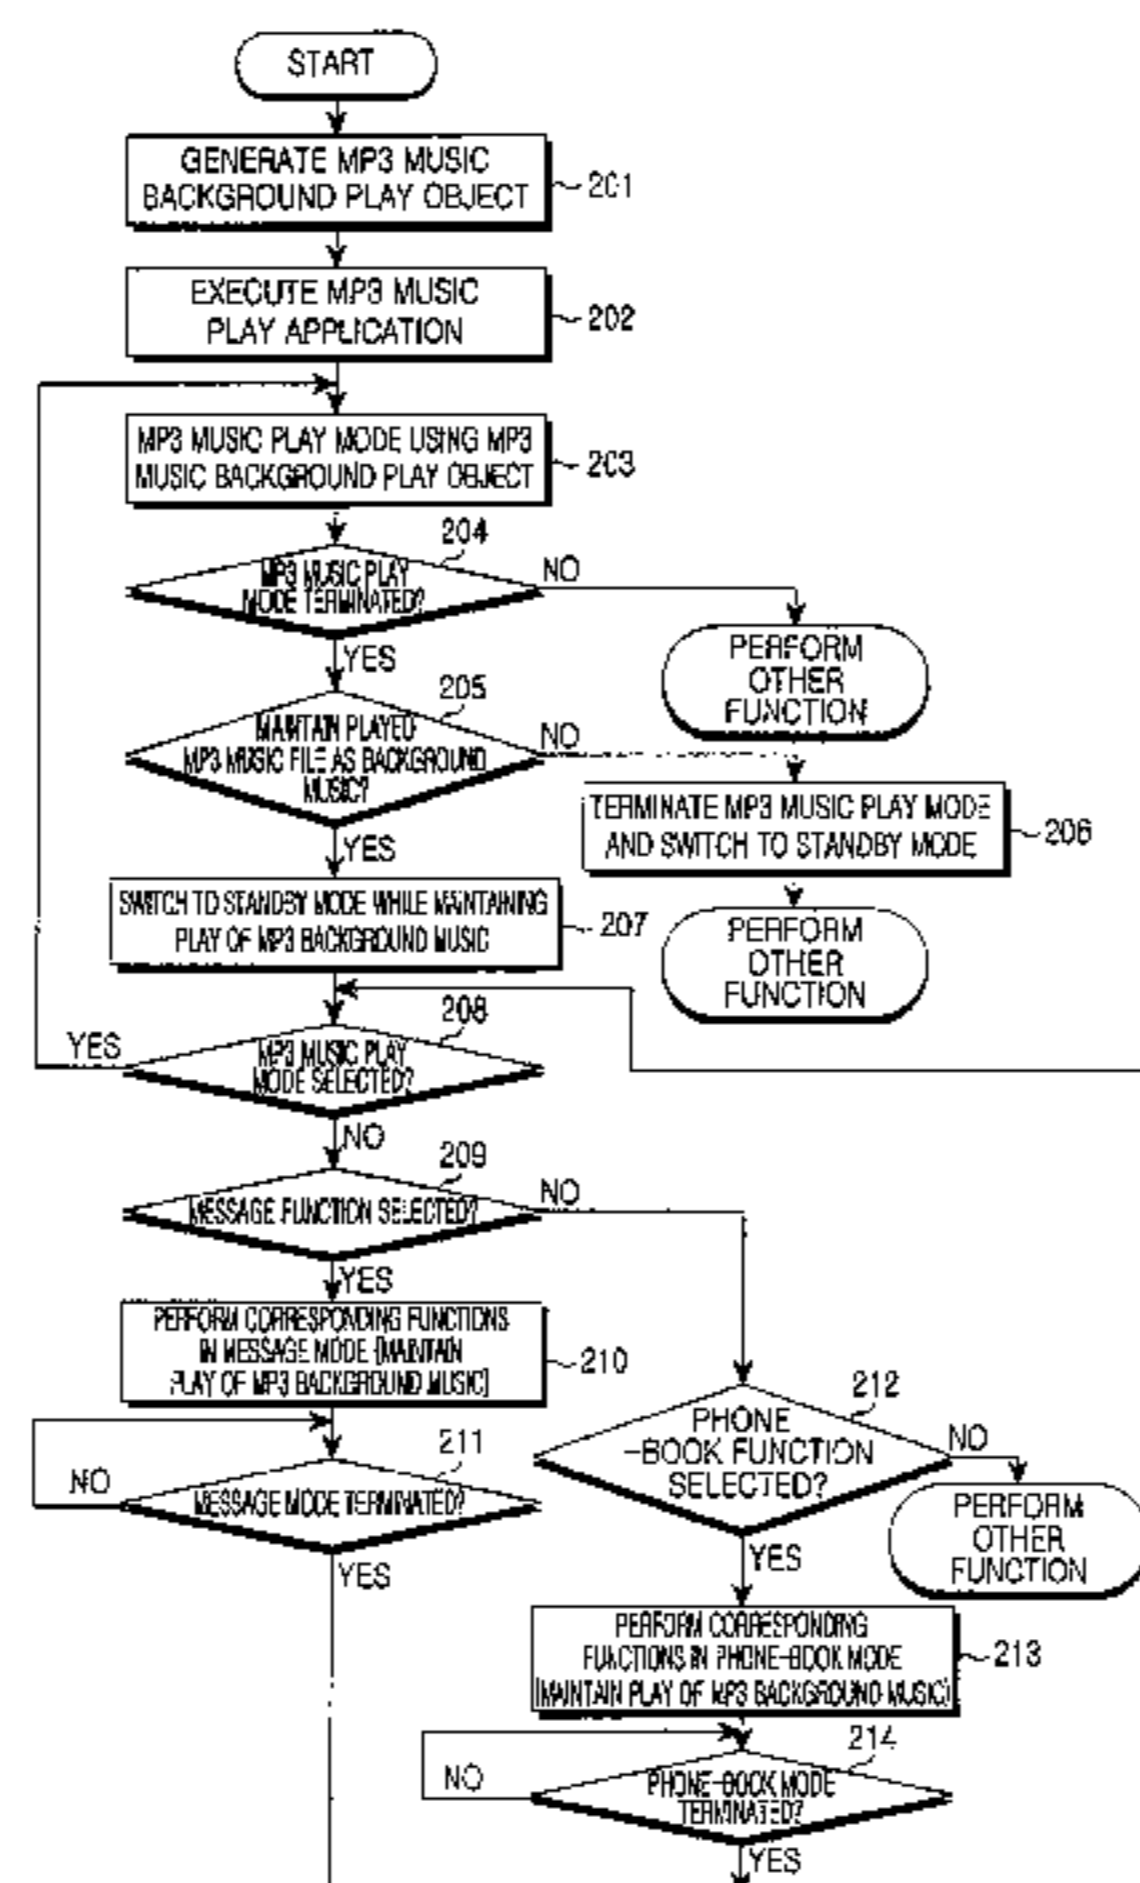 START
GENERATE MP3 MUSIC
BACKGROUND PLAY OBJECT
201
EXECUTE MP3 MUSIC
PLAY APPLICATION
202
MP3 MUSIC PLAY MODE USING MP3
MUSIC BACKGROUND PLAY OBJECT
203
204
MP3 MUSIC PLAY
MODE TERMINATED?
NO
YES
PERFORM
OTHER
FUNCTION
205
MAINTAIN PLAYED
MP3 MUSIC FILE AS BACKGROUND
MUSIC?
NO
YES
TERMINATE MP3 MUSIC PLAY MODE
AND SWITCH TO STANDBY MODE
206
PERFORM
OTHER
FUNCTION
SWITCH TO STANDBY MODE WHILE MAINTAINING
PLAY OF MP3 BACKGROUND MUSIC
207
208
YES
MP3 MUSIC PLAY
MODE SELECTED?
NO
209
MESSAGE FUNCTION SELECTED?
NO
YES
PERFORM CORRESPONDING FUNCTIONS
IN MESSAGE MODE (MAINTAIN
PLAY OF MP3 BACKGROUND MUSIC)
210
211
NO
MESSAGE MODE TERMINATED?
YES
212
PHONE
-BOOK FUNCTION
SELECTED?
NO
YES
PERFORM
OTHER
FUNCTION
PERFORM CORRESPONDING
FUNCTIONS IN PHONE-BOOK MODE
(MAINTAIN PLAY OF MP3 BACKGROUND MUSIC)
213
214
NO
PHONE-BOOK MODE
TERMINATED?
YES